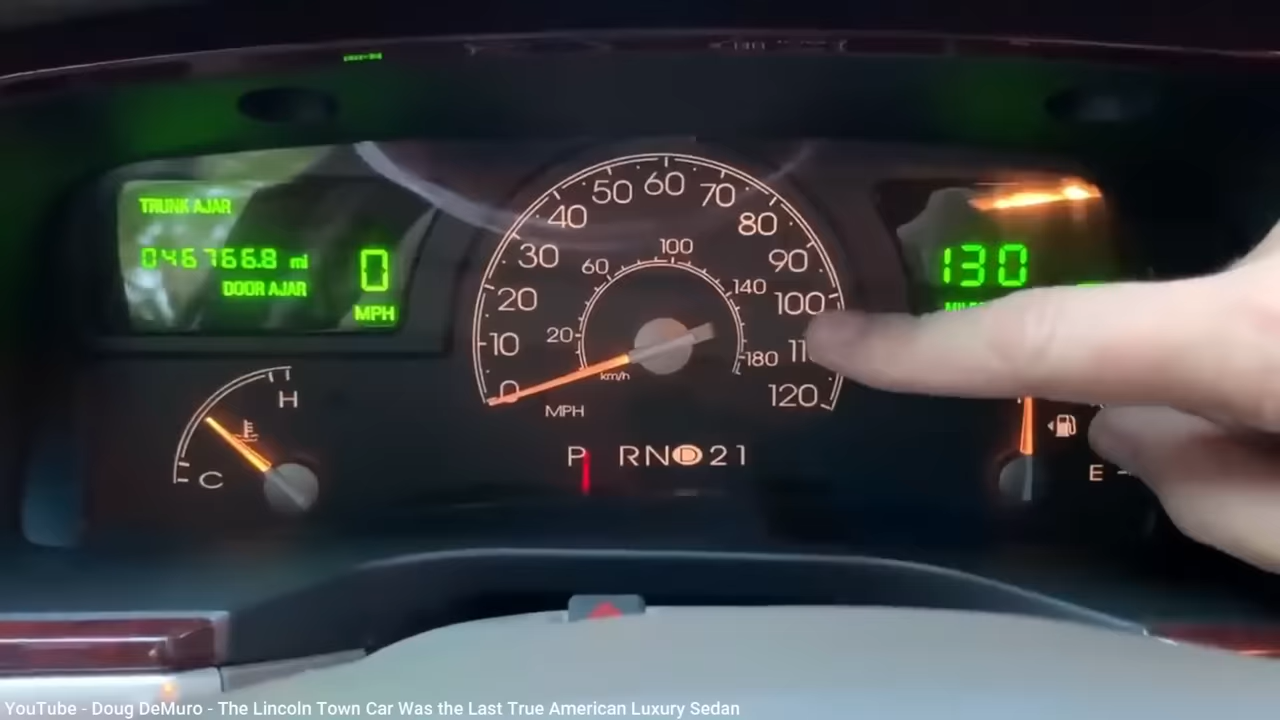 TRUNK AJAR
046766.8 mi
DOOR AJAR
0
MPH
0
10
20
30
40
50
60
70
80
90
100
120
MPH
20
60
100
140
180
km/h
130
H
C
P RND21
E
YouTube - Doug DeMuro - The Lincoln Town Car Was the Last True American Luxury Sedan